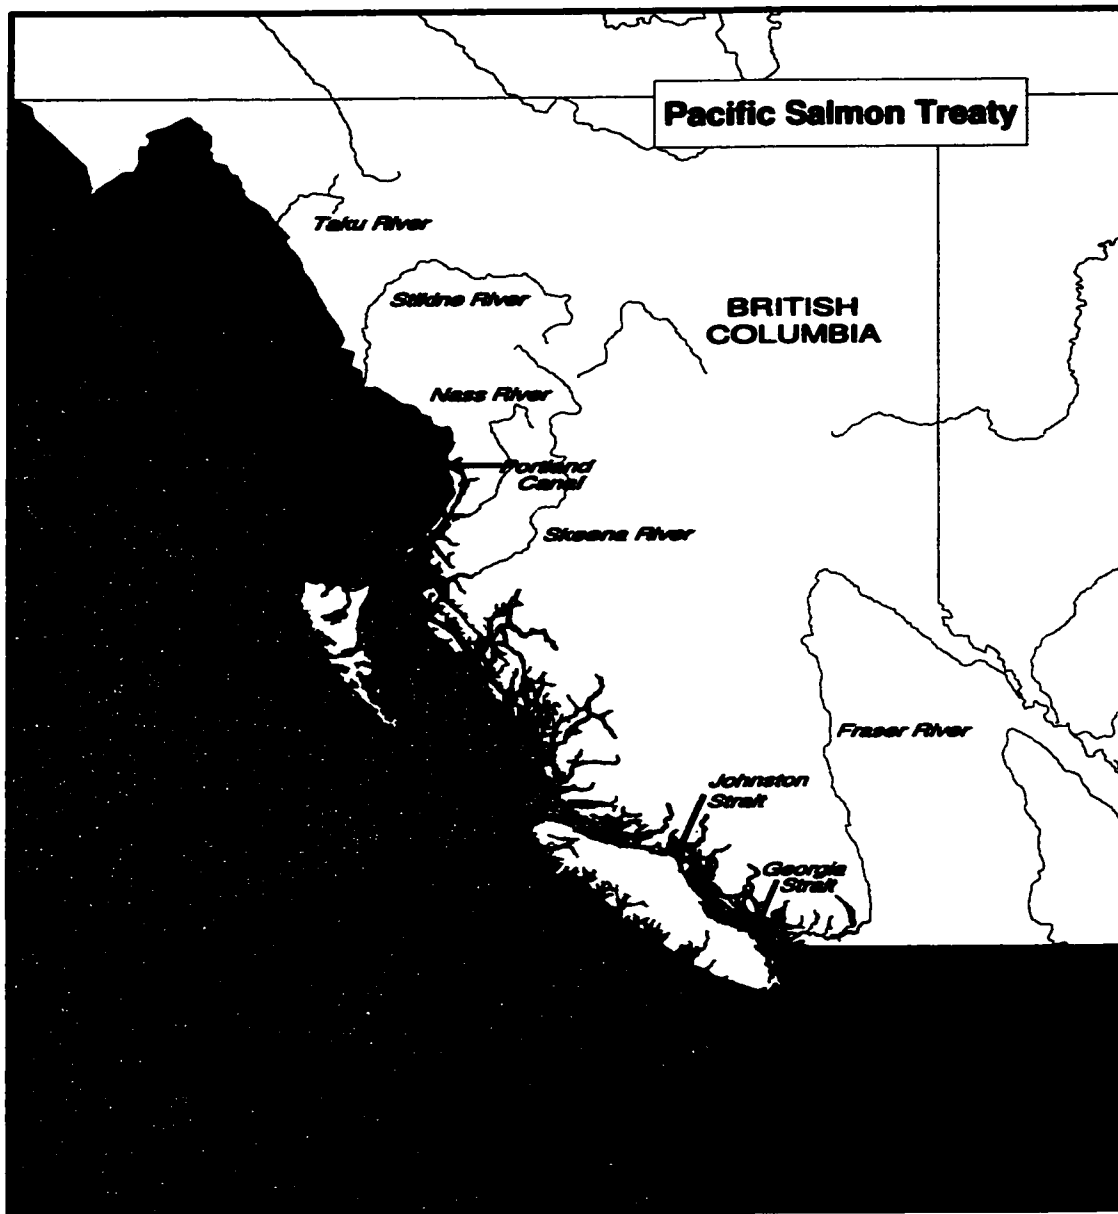 Pacific Salmon Treaty
Taku River
Stikine River
BRITISH
COLUMBIA
Nass River
Portland
Canal
Skeena River
Fraser River
Johnston
Strait
Georgia
Strait